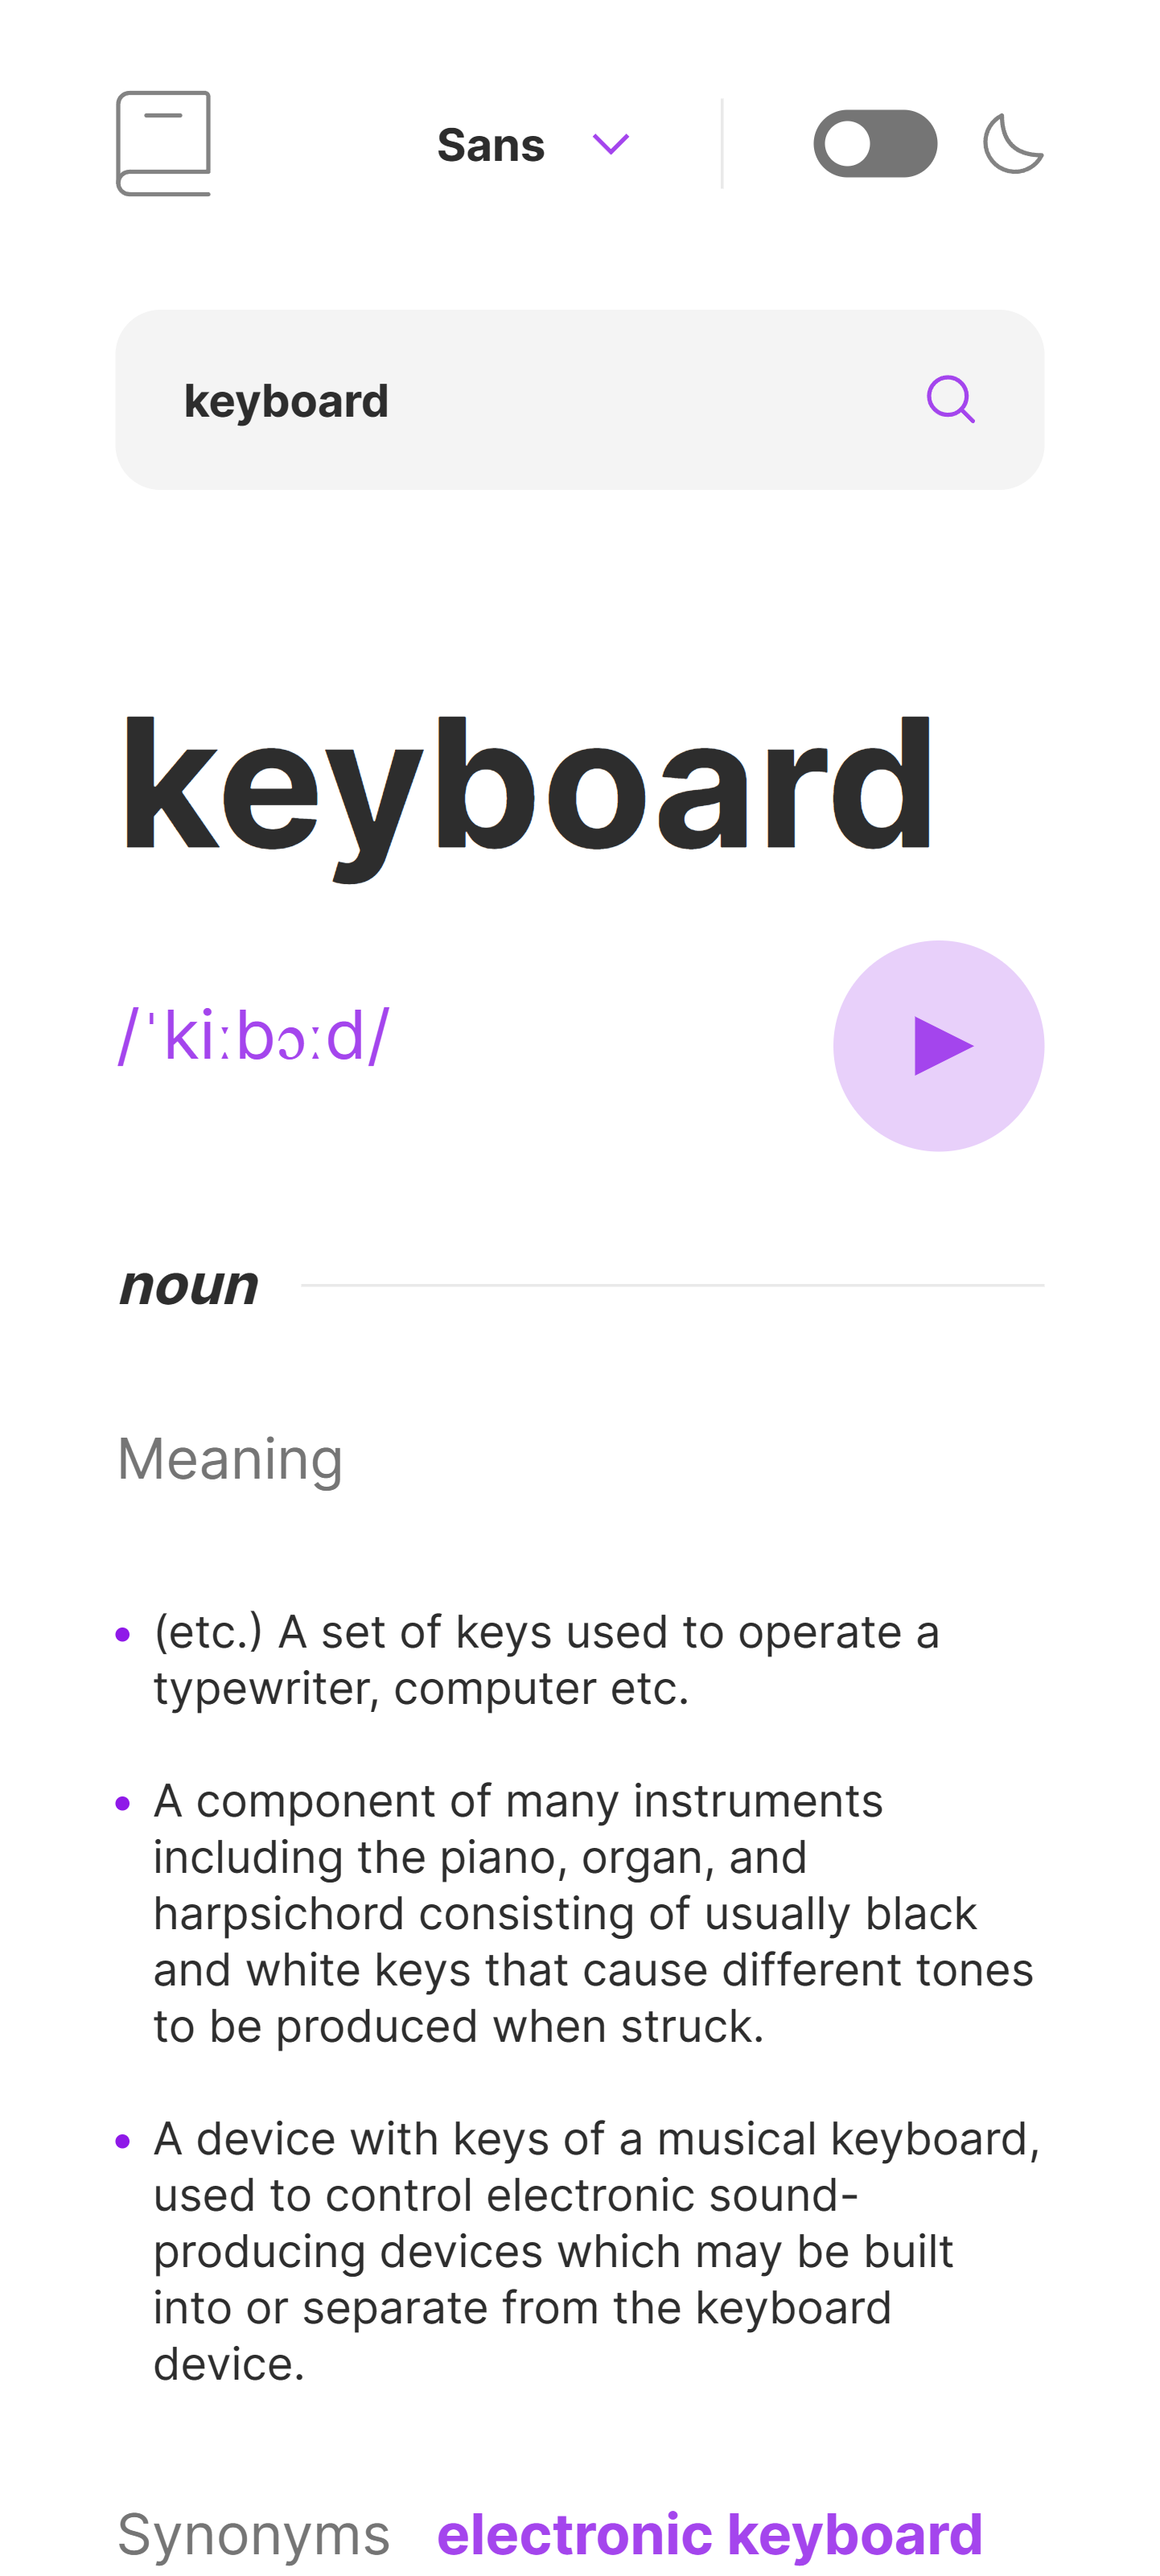 Sans
keyboard
keyboard
/ˈkiːbɔːd/
noun
Meaning
(etc.) A set of keys used to operate a
typewriter, computer etc.
A component of many instruments
including the piano, organ, and
harpsichord consisting of usually black
and white keys that cause different tones
to be produced when struck.
A device with keys of a musical keyboard,
used to control electronic sound-
producing devices which may be built
into or separate from the keyboard
device.
Synonyms electronic keyboard